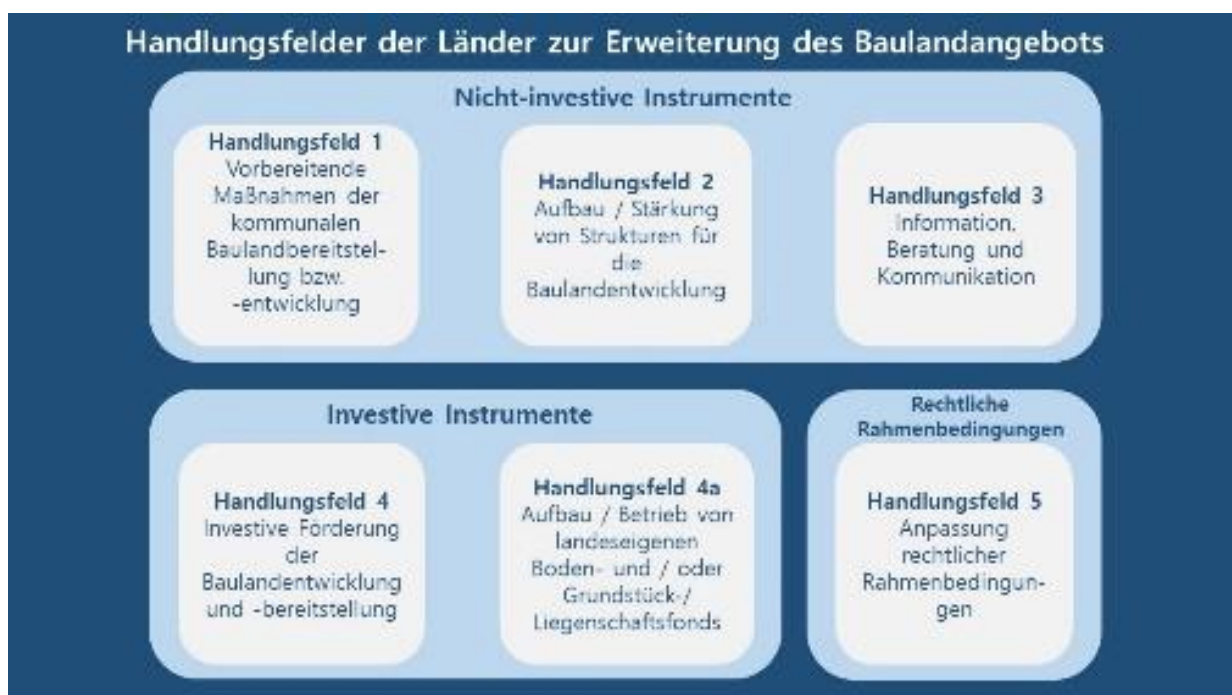 Handlungsfelder der Länder zur Erweiterung des Baulandangebots
Nicht-investive Instrumente
Handlungsfeld 1
Vorbereitende
Maßnahmen der
kommunalen
Baulandbereitstel-
lung bzw.
-entwicklung
Handlungsfeld 2
Aufbau / Stärkung
von Strukturen für
die
Baulandentwicklung
Handlungsfeld 3
Information,
Beratung und
Kommunikation
Investive Instrumente
Handlungsfeld 4
Investive Förderung
der
Baulandentwicklung
und -bereitstellung
Handlungsfeld 4a
Aufbau / Betrieb von
landeseigenen
Boden- und / oder
Grundstück-/
Liegenschaftsfonds
Rechtliche
Rahmenbedingungen
Handlungsfeld 5
Anpassung
rechtlicher
Rahmenbedingun-
gen